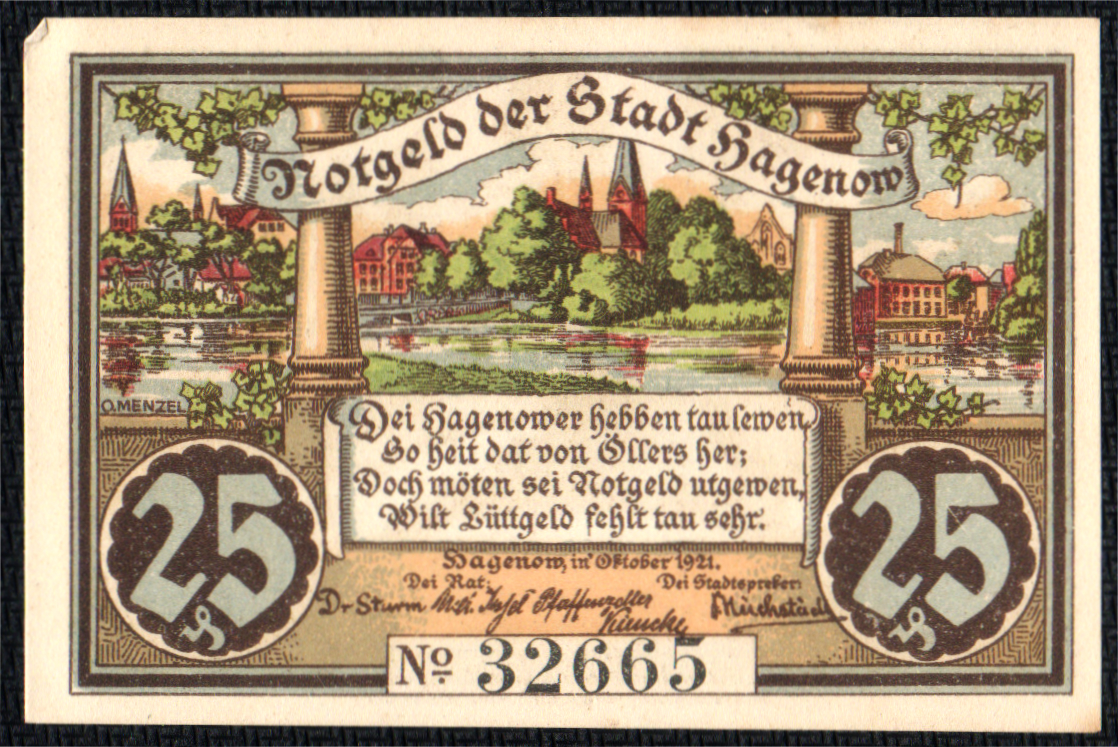 Notgeld der Stadt Hagenow
O.MENZEL
Dei Hagenower hebben tau lewen,
So heit dat von Öllers her;
Doch möten sei Notgeld utgewen,
Wilt Lüttgeld fehlt tau sehr.
25
25
Hagenow, in' Oktober 1921.
Dei Rat: Dei Stadtspreker:
Dr Sturm Pfaffenzeller
No 32665